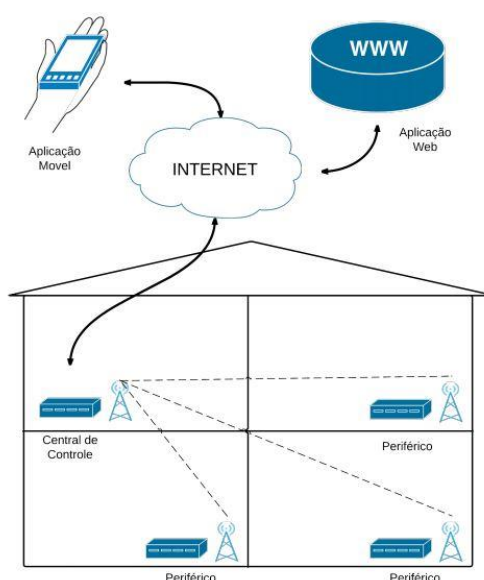 WWW
Aplicação
Movel
Aplicação
Web
INTERNET
Central de
Controle
Periférico
Periférico
Periférico